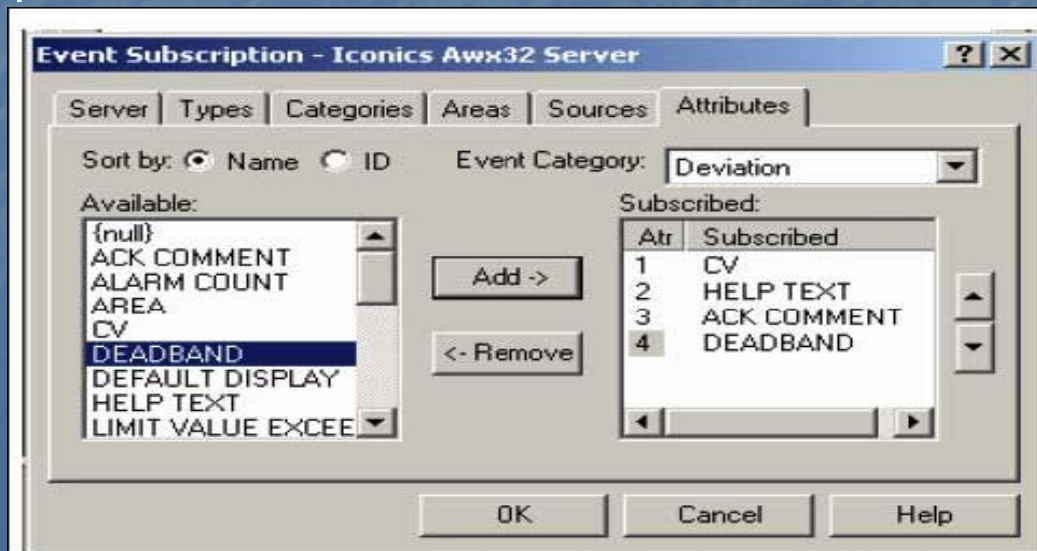 Event Subscription - Iconics Awx32 Server
Server Types Categories Areas Sources Attributes
Sort by: Name ID Event Category: Deviation
Available:
{null}
ACK COMMENT
ALARM COUNT
AREA
CV
DEADBAND
DEFAULT DISPLAY
HELP TEXT
LIMIT VALUE EXCEE
Add ->
<- Remove
Subscribed:
Atr Subscribed
1 CV
2 HELP TEXT
3 ACK COMMENT
4 DEADBAND
OK Cancel Help